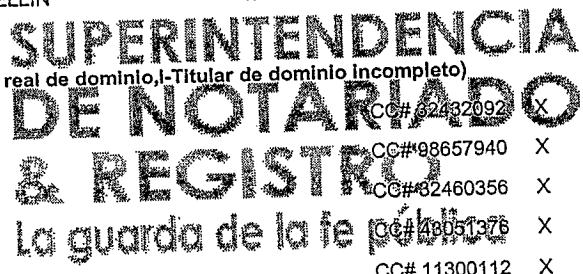 SUPERINTENDENCIA
real de dominio,I-Titular de dominio incompleto)
DE NOTARIADO
CC# 32432092 X
& REGISTRO
CC# 98657940 X
CC# 32460356 X
La guarda de la fe pública
CC# 43051376 X
CC# 11300112 X